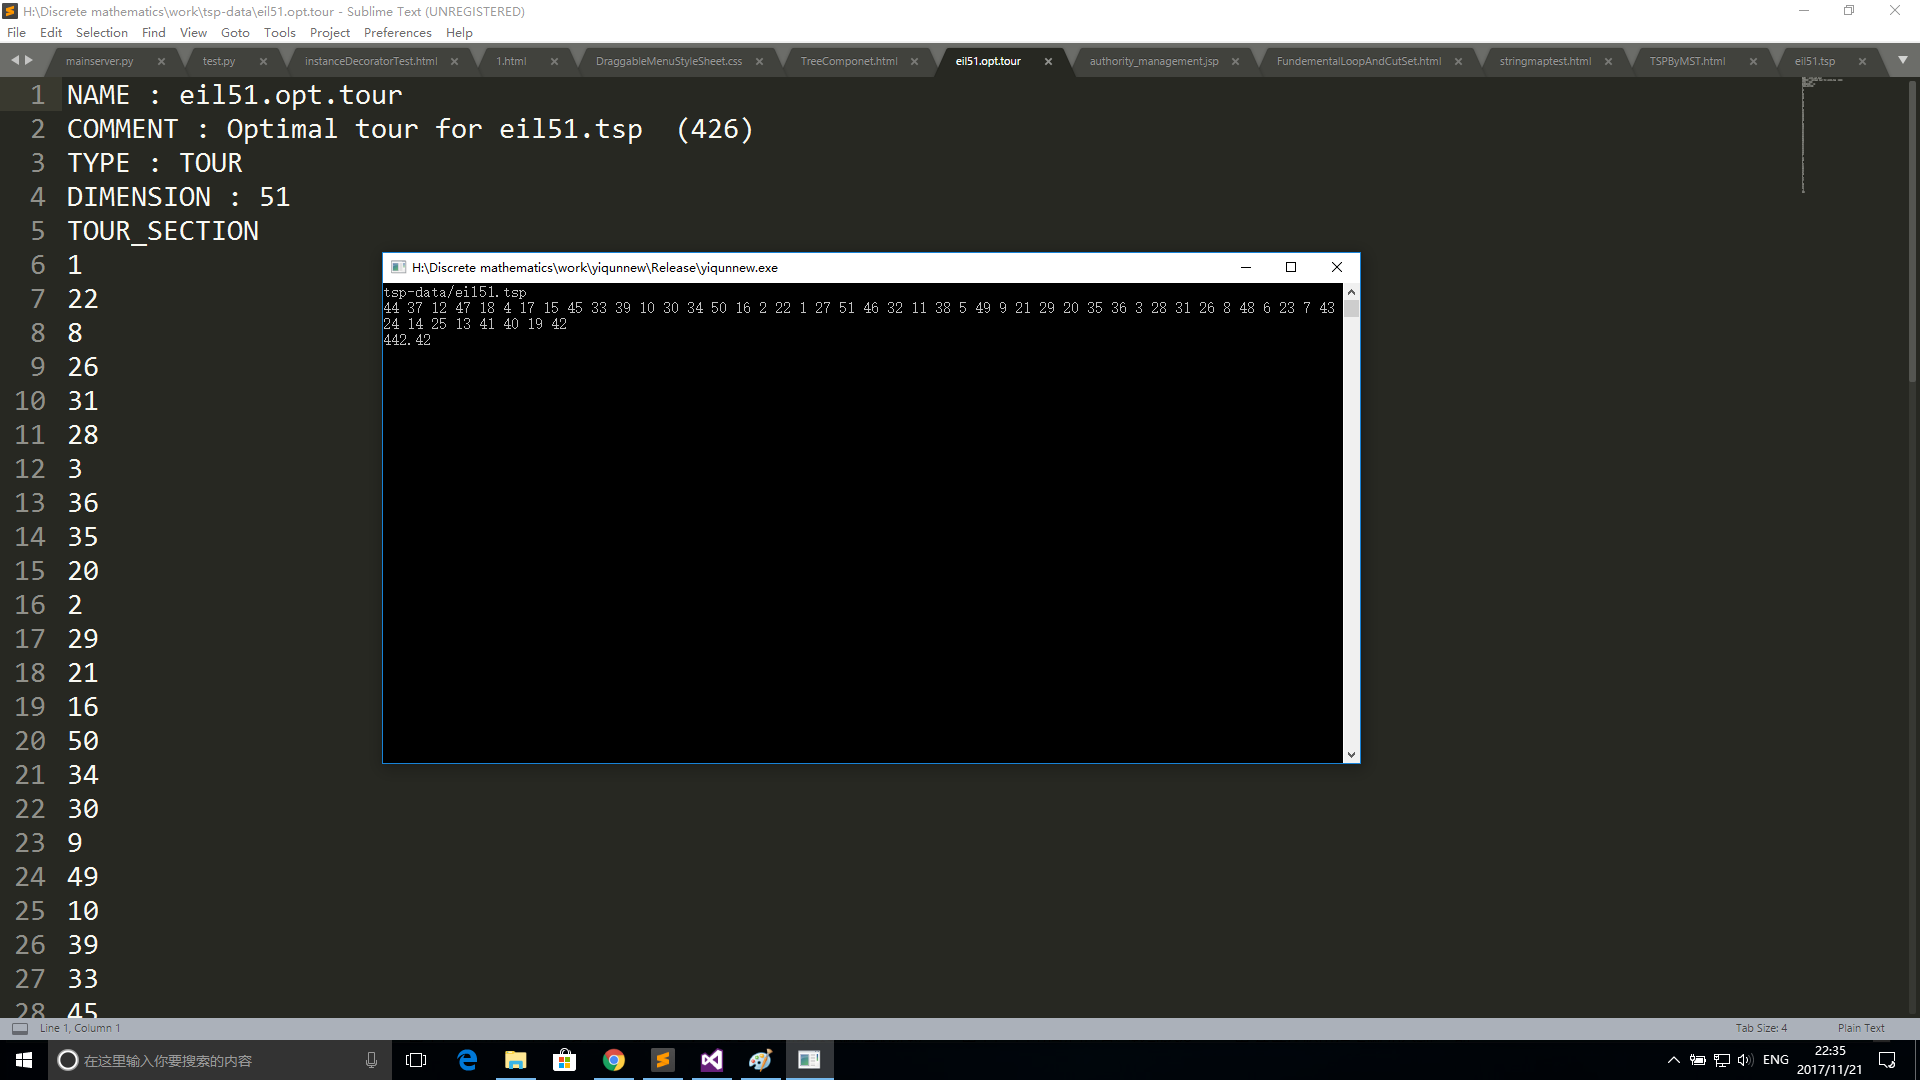 H:\Discrete mathematics\work\tsp-data\eil51.opt.tour - Sublime Text (UNREGISTERED)
File Edit Selection Find View Goto Tools Project Preferences Help
mainserver.py test.py instanceDecoratorTest.html 1.html DraggableMenuStyleSheet.css TreeComponet.html eil51.opt.tour authority_management.jsp FundementalLoopAndCutSet.html stringmaptest.html TSPByMST.html eil51.tsp
1 NAME : eil51.opt.tour
2 COMMENT : Optimal tour for eil51.tsp (426)
3 TYPE : TOUR
4 DIMENSION : 51
5 TOUR_SECTION
6 1
7 22
8 8
9 26
10 31
11 28
12 3
13 36
14 35
15 20
16 2
17 29
18 21
19 16
20 50
21 34
22 30
23 9
24 49
25 10
26 39
27 33
28 45
H:\Discrete mathematics\work\yiqunnew\Release\yiqunnew.exe
tsp-data/eil51.tsp
44 37 12 47 18 4 17 15 45 33 39 10 30 34 50 16 2 22 1 27 51 46 32 11 38 5 49 9 21 29 20 35 36 3 28 31 26 8 48 6 23 7 43
24 14 25 13 41 40 19 42
442.42
Line 1, Column 1
Tab Size: 4 Plain Text
在这里输入你要搜索的内容
ENG
22:35
2017/11/21